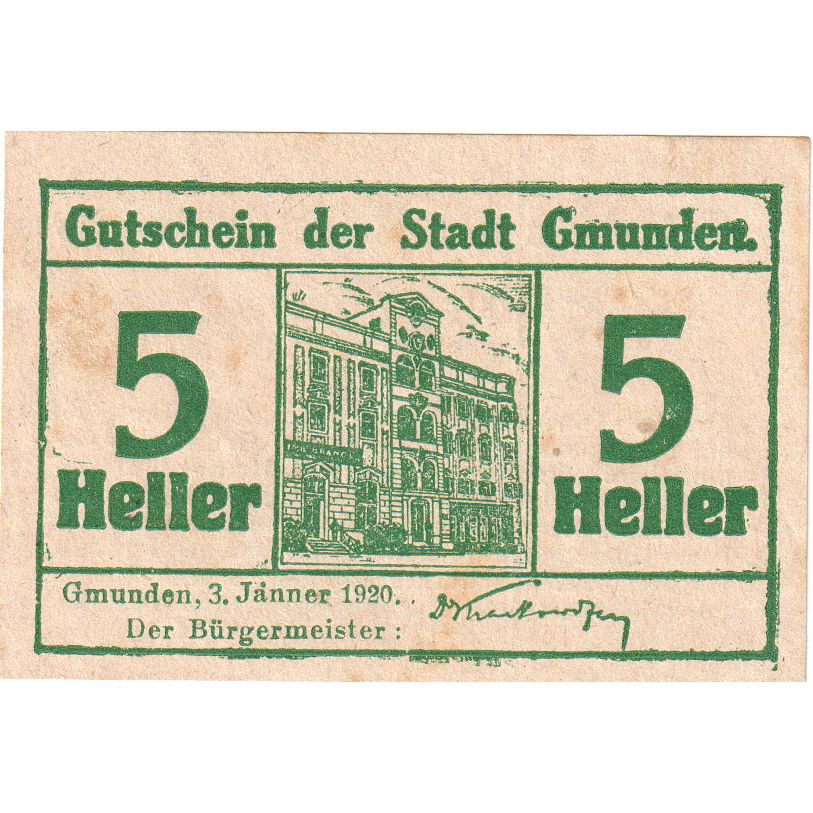 Gutschein der Stadt Gmunden.
5 5
Heller Heller
Gmunden, 3. Jänner 1920.
Der Bürgermeister: